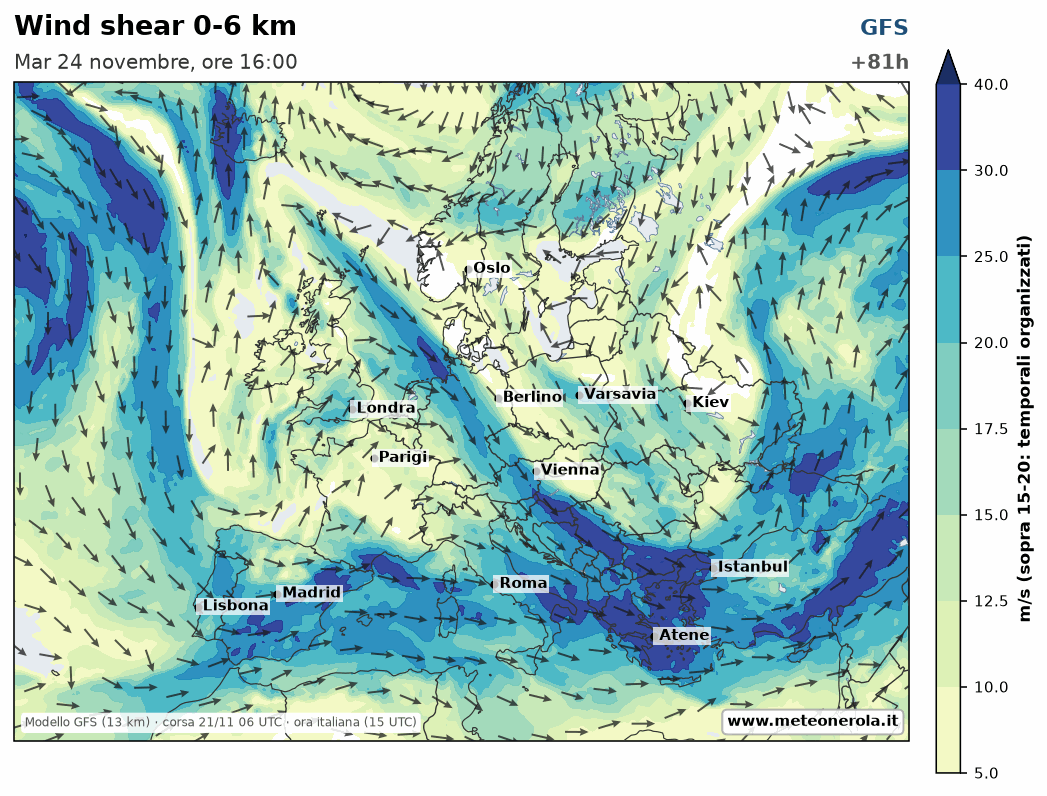 Wind shear 0-6 km
GFS
Mar 24 novembre, ore 16:00
+81h
40.0
30.0
25.0
20.0
17.5
15.0
12.5
10.0
5.0
m/s (sopra 15-20: temporali organizzati)
Oslo
Londra
Berlino
Varsavia
Kiev
Parigi
Vienna
Istanbul
Roma
Madrid
Lisbona
Atene
Modello GFS (13 km) · corsa 21/11 06 UTC · ora italiana (15 UTC)
www.meteonerola.it